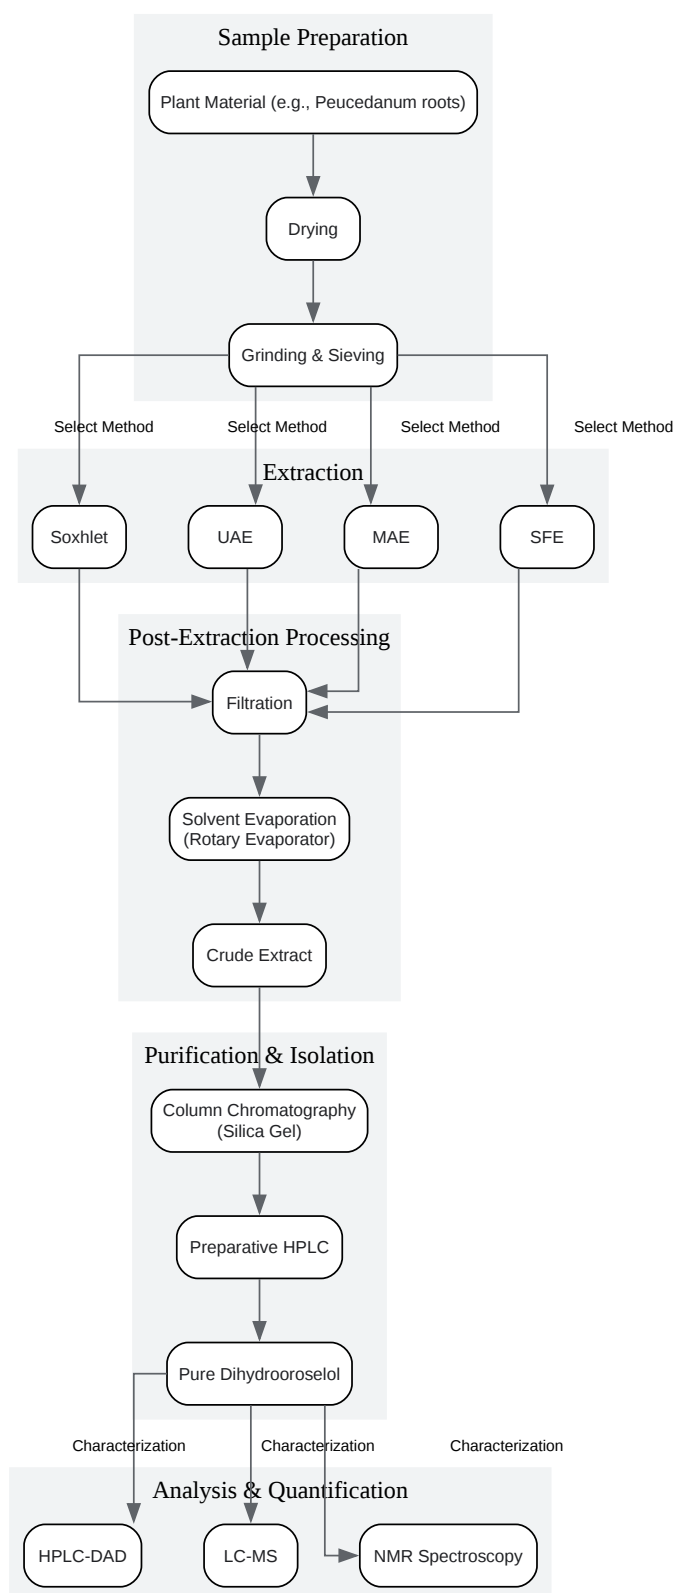 Sample Preparation
Plant Material (e.g., Peucedanum roots)
Drying
Grinding & Sieving
Select Method
Select Method
Select Method
Select Method
Extraction
Soxhlet
UAE
MAE
SFE
Post-Extraction Processing
Filtration
Solvent Evaporation
(Rotary Evaporator)
Crude Extract
Purification & Isolation
Column Chromatography
(Silica Gel)
Preparative HPLC
Pure Dihydrooroselol
Characterization
Characterization
Characterization
Analysis & Quantification
HPLC-DAD
LC-MS
NMR Spectroscopy